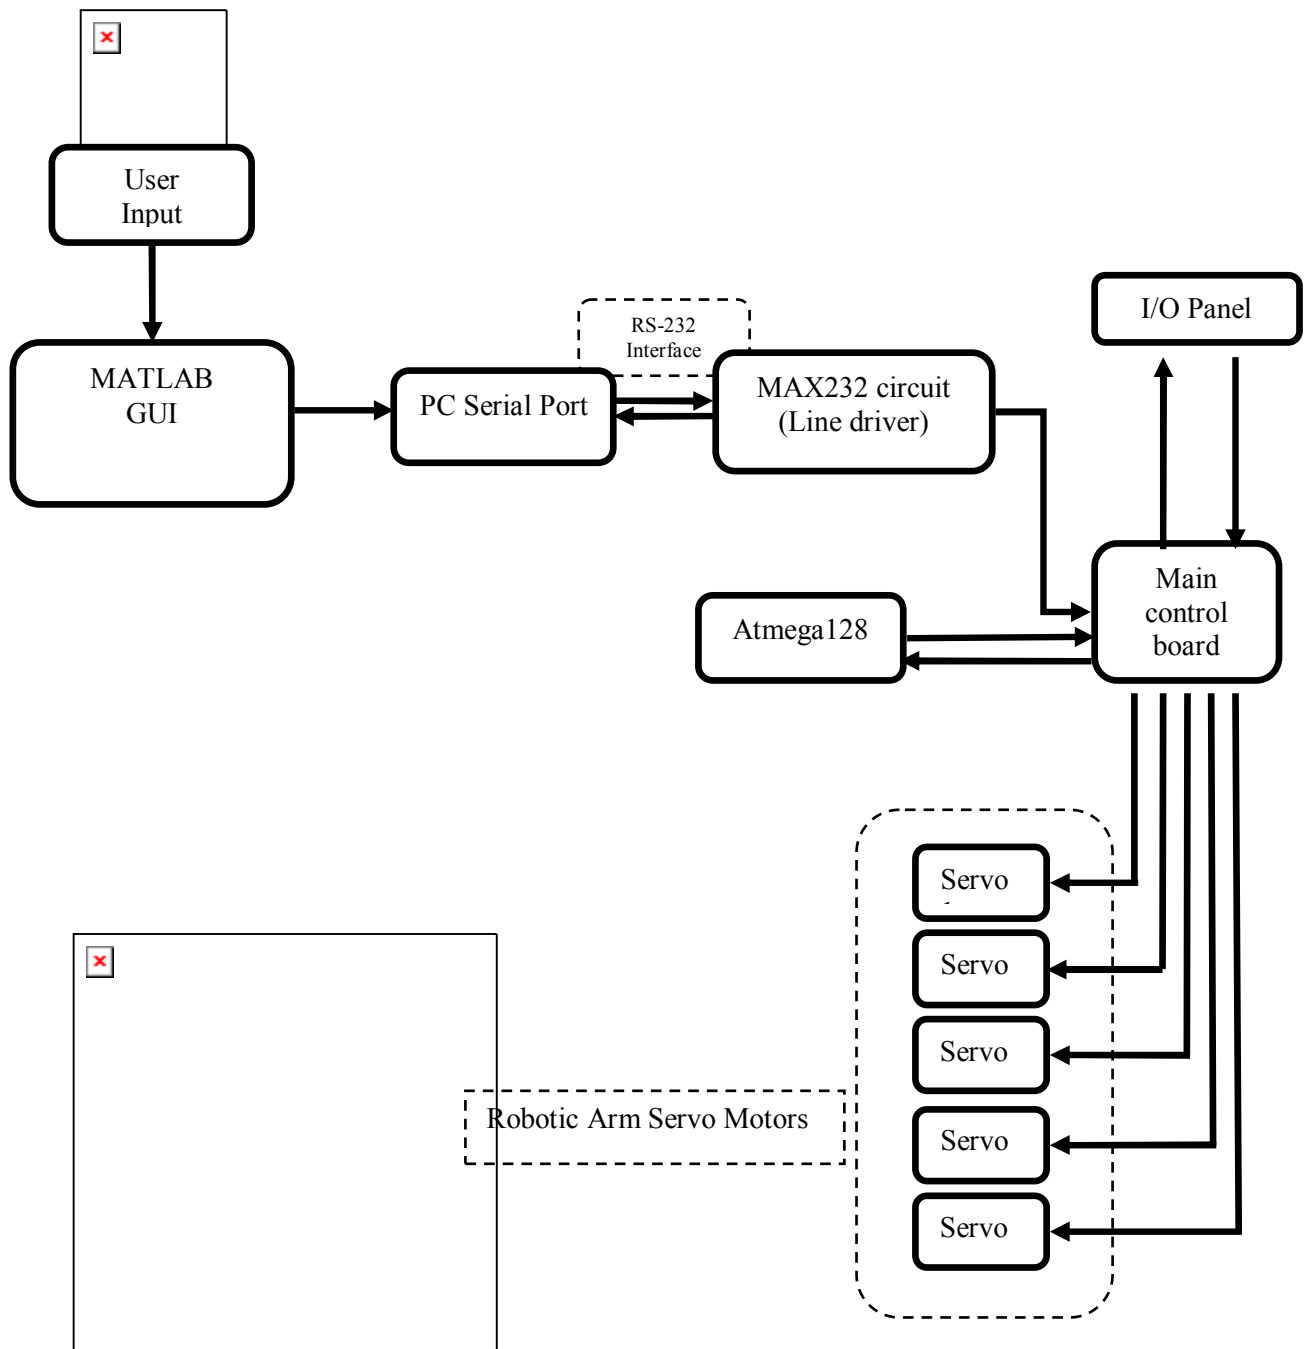 User
Input
MATLAB
GUI
PC Serial Port
RS-232
Interface
MAX232 circuit
(Line driver)
I/O Panel
Main
control
board
Atmega128
Servo
Servo
Servo
Servo
Servo
Robotic Arm Servo Motors